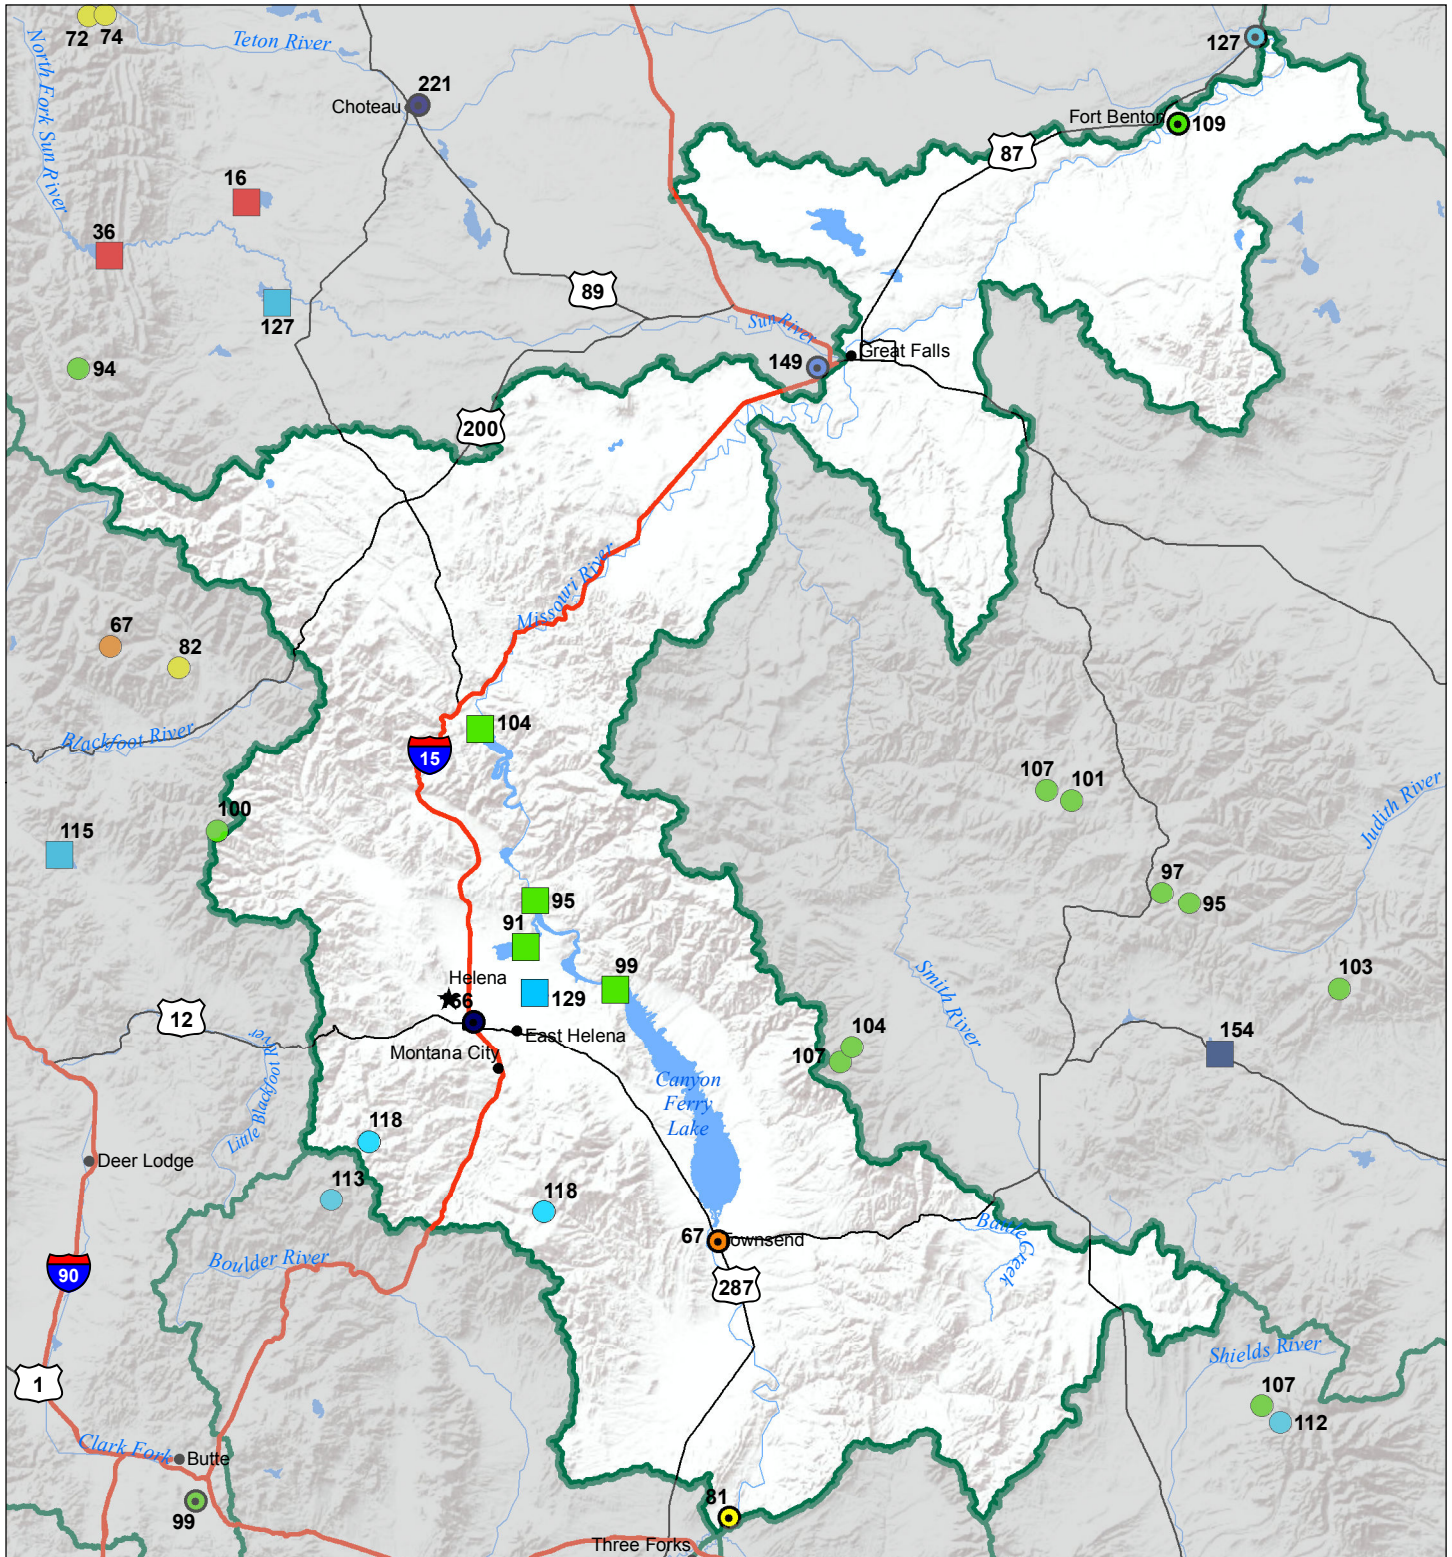 72
74
North Fork Sun River
Teton River
127
221
Choteau
Fort Benton
109
87
16
36
127
89
Sun River
149
Great Falls
94
200
Missouri River
67
82
Blackfoot River
104
15
107
101
Judith River
100
115
97
95
95
91
Helena
99
129
103
Smith River
12
East Helena
Montana City
Little Blackfoot River
104
107
154
Canyon
Ferry
Lake
118
Deer Lodge
113
118
67
Townsend
Battle Creek
Boulder River
90
287
Shields River
1
107
112
Clark Fork
Butte
99
81
Three Forks